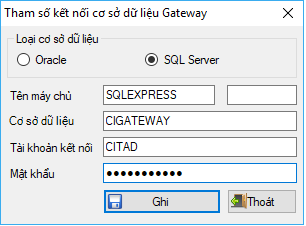 Tham số kết nối cơ sở dữ liệu Gateway
Loại cơ sở dữ liệu
Oracle SQL Server
Tên máy chủ SQLEXPRESS
Cơ sở dữ liệu CIGATEWAY
Tài khoản kết nối CITAD
Mật khẩu ●●●●●●●●●●●
Ghi Thoát